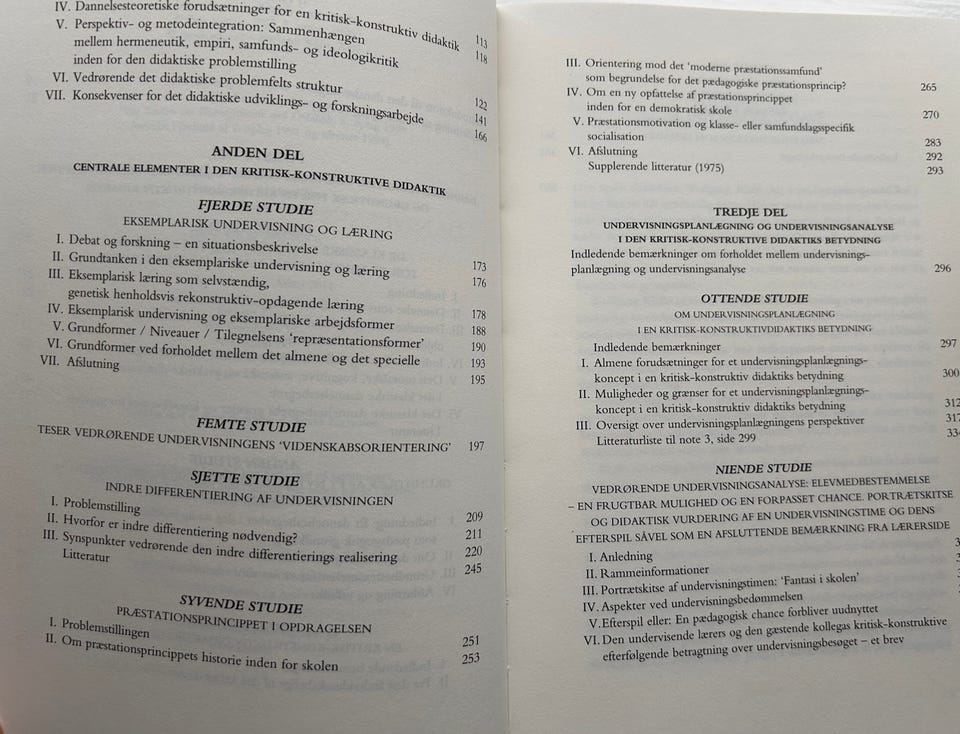 IV. Dannelsesteoretiske forudsætninger for en kritisk-konstruktiv didaktik 113
V. Perspektiv- og metodeintegration: Sammenhængen
mellem hermeneutik, empiri, samfunds- og ideologikritik
inden for den didaktiske problemstilling 118
VI. Vedrørende det didaktiske problemfelts struktur 122
VII. Konsekvenser for det didaktiske udviklings- og forskningsarbejde 141
166
ANDEN DEL
CENTRALE ELEMENTER I DEN KRITISK-KONSTRUKTIVE DIDAKTIK
FJERDE STUDIE
EKSEMPLARISK UNDERVISNING OG LÆRING
I. Debat og forskning – en situationsbeskrivelse 173
II. Grundtanken i den eksemplariske undervisning og læring 176
III. Eksemplarisk læring som selvstændig,
genetisk henholdsvis rekonstruktiv-opdagende læring 178
IV. Eksemplarisk undervisning og eksemplariske arbejdsformer 188
V. Grundformer / Niveauer / Tilegnelsens 'repræsentationsformer' 190
VI. Grundformer ved forholdet mellem det almene og det specielle 193
VII. Afslutning 195
FEMTE STUDIE
TESER VEDRØRENDE UNDERVISNINGENS 'VIDENSKABSORIENTERING' 197
SJETTE STUDIE
INDRE DIFFERENTIERING AF UNDERVISNINGEN
I. Problemstilling 209
II. Hvorfor er indre differentiering nødvendig? 211
III. Synspunkter vedrørende den indre differentierings realisering 220
Litteratur 245
SYVENDE STUDIE
PRÆSTATIONSPRINCIPPET I OPDRAGELSEN
I. Problemstillingen 251
II. Om præstationsprincippets historie inden for skolen 253
III. Orientering mod det 'moderne præstationssamfund'
som begrundelse for det pædagogiske præstationsprincip? 265
IV. Om en ny opfattelse af præstationsprincippet
inden for en demokratisk skole 270
V. Præstationsmotivation og klasse- eller samfundslagsspecifik
socialisation 283
VI. Afslutning 292
Supplerende litteratur (1975) 293
TREDJE DEL
UNDERVISNINGSPLANLÆGNING OG UNDERVISNINGSANALYSE
I DEN KRITISK-KONSTRUKTIVE DIDAKTIKS BETYDNING
Indledende bemærkninger om forholdet mellem undervisnings-
planlægning og undervisningsanalyse 296
OTTENDE STUDIE
OM UNDERVISNINGSPLANLÆGNING
I EN KRITISK-KONSTRUKTIVDIDAKTIKS BETYDNING
Indledende bemærkninger 297
I. Almene forudsætninger for et undervisningsplanlægnings-
koncept i en kritisk-konstruktiv didaktiks betydning 300
II. Muligheder og grænser for et undervisningsplanlægnings-
koncept i en kritisk-konstruktiv didaktiks betydning 312
III. Oversigt over undervisningplanlægningens perspektiver 317
Litteraturliste til note 3, side 299 33
NIENDE STUDIE
VEDRØRENDE UNDERVISNINGSANALYSE: ELEVMEDBESTEMMELSE
– EN FRUGTBAR MULIGHED OG EN FORPASSET CHANCE. PORTRÆTSKITSE
OG DIDAKTISK VURDERING AF EN UNDERVISNINGSTIME OG DENS
EFTERSPIL SÅVEL SOM EN AFSLUTTENDE BEMÆRKNING FRA LÆRERSIDE
I. Anledning
II. Rammeinformationer
III. Portrætskitse af undervisningstimen: 'Fantasi i skolen'
IV. Aspekter ved undervisningsbedømmelsen
V. Efterspil eller: En pædagogisk chance forbliver uudnyttet
VI. Den undervisende lærers og den gæstende kollegas kritisk-konstruktive
efterfølgende betragtning over undervisningsbesøget – et brev